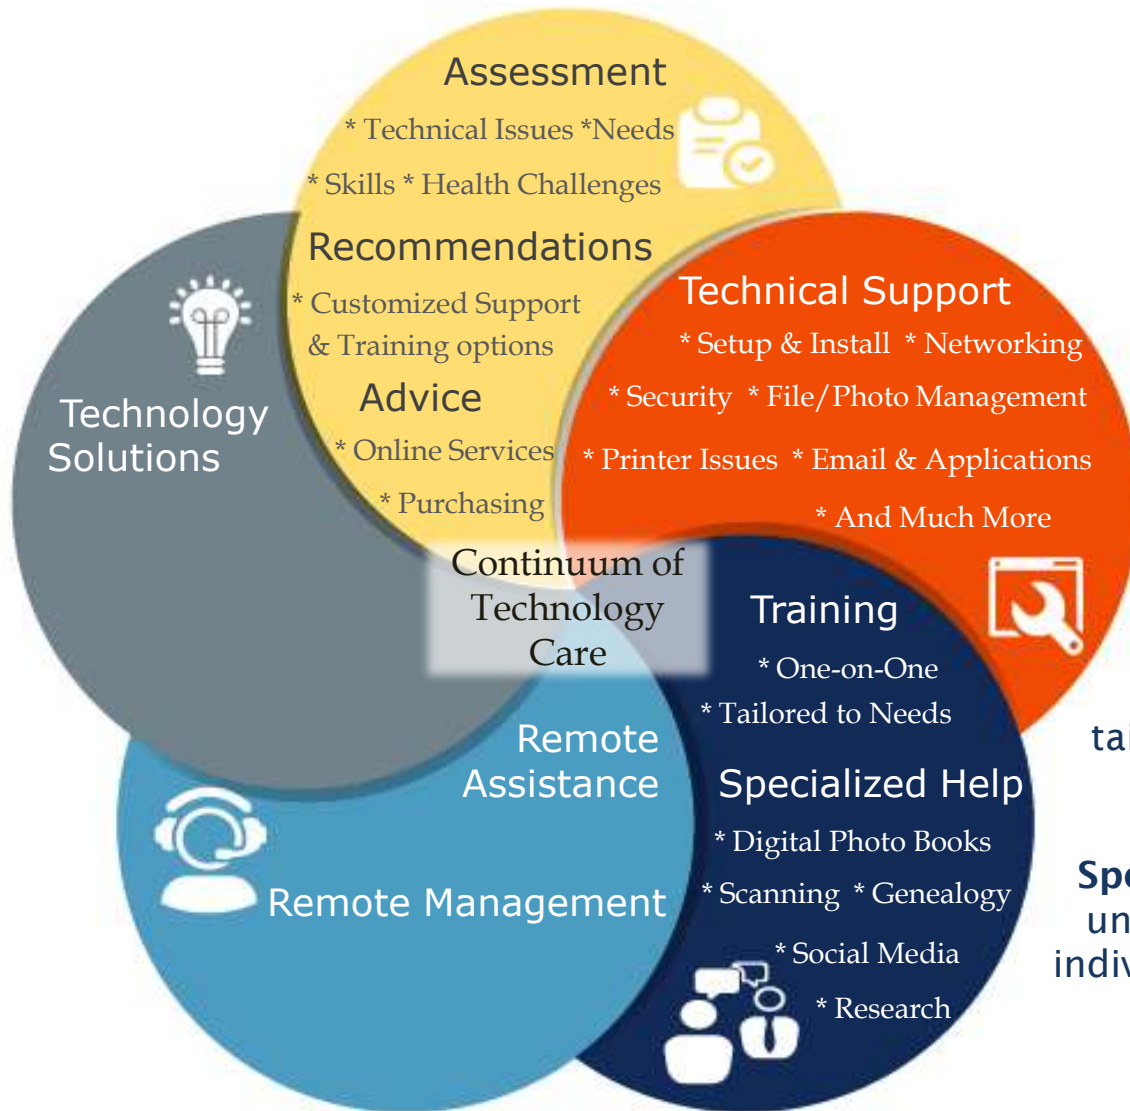 Assessment
* Technical Issues *Needs
* Skills * Health Challenges
Recommendations
* Customized Support
& Training options
Advice
* Online Services
* Purchasing
Technical Support
* Setup & Install * Networking
* Security * File/Photo Management
* Printer Issues * Email & Applications
* And Much More
Technology
Solutions
Continuum of
Technology
Care
Training
* One-on-One
* Tailored to Needs
Specialized Help
* Digital Photo Books
* Scanning * Genealogy
* Social Media
* Research
Remote
Assistance
Remote Management